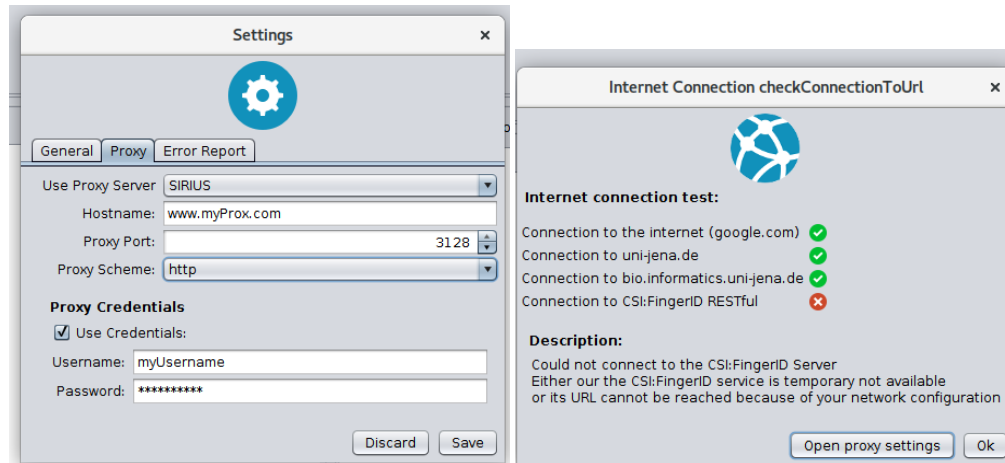 Settings
General Proxy Error Report
Use Proxy Server SIRIUS
Hostname: www.myProx.com
Proxy Port: 3128
Proxy Scheme: http
Proxy Credentials
Use Credentials:
Username: myUsername
Password: **********
Discard Save
Internet Connection checkConnectionToUrl
Internet connection test:
Connection to the internet (google.com)
Connection to uni-jena.de
Connection to bio.informatics.uni-jena.de
Connection to CSI:FingerID RESTful
Description:
Could not connect to the CSI:FingerID Server
Either our the CSI:FingerID service is temporary not available
or its URL cannot be reached because of your network configuration
Open proxy settings Ok